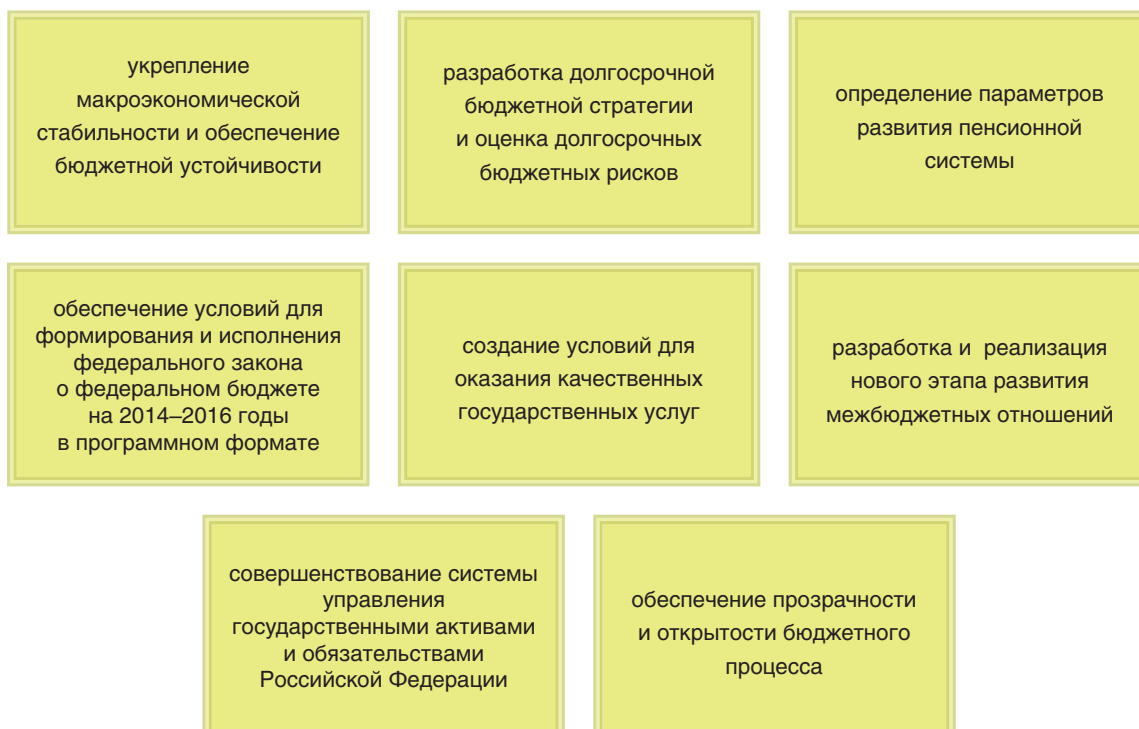 укрепление
макроэкономической
стабильности и обеспечение
бюджетной устойчивости
разработка долгосрочной
бюджетной стратегии
и оценка долгосрочных
бюджетных рисков
определение параметров
развития пенсионной
системы
обеспечение условий для
формирования и исполнения
федерального закона
о федеральном бюджете
на 2014–2016 годы
в программном формате
создание условий для
оказания качественных
государственных услуг
разработка и реализация
нового этапа развития
межбюджетных отношений
совершенствование системы
управления
государственными активами
и обязательствами
Российской Федерации
обеспечение прозрачности
и открытости бюджетного
процесса